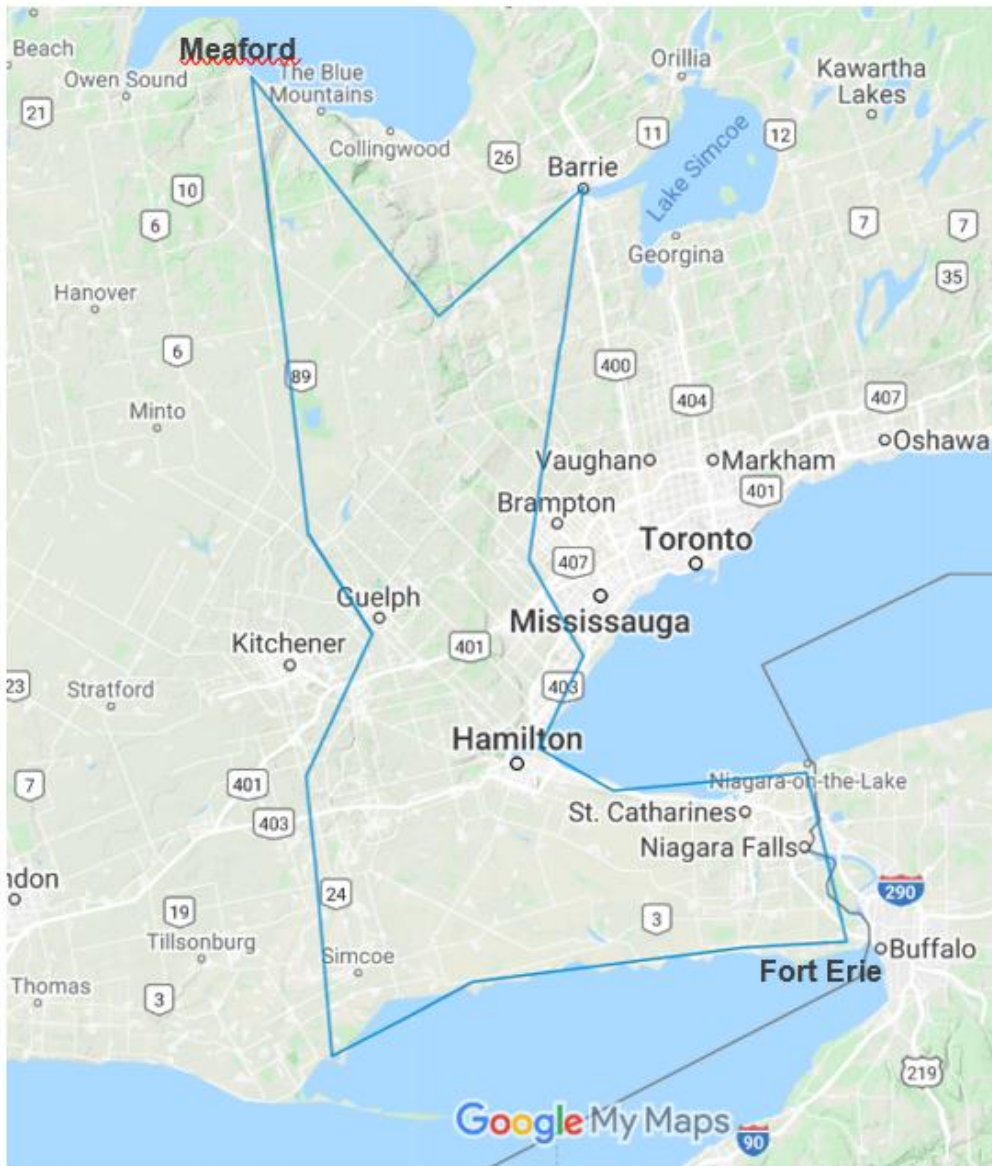 Meaford
Beach
Orillia
Owen Sound
The Blue
Mountains
Kawartha
Lakes
21
Collingwood
11
12
26
Lake Simcoe
Barrie
10
6
7
7
Georgina
35
Hanover
6
400
89
404
407
Minto
Oshawa
Vaughan
Markham
401
Brampton
Toronto
407
Guelph
Mississauga
Kitchener
401
23
Stratford
403
Hamilton
Niagara-on-the-Lake
7
401
St. Catharines
403
Niagara Falls
ndon
24
290
19
3
Tillsonburg
Simcoe
Buffalo
Fort Erie
Thomas
3
219
Google My Maps
90